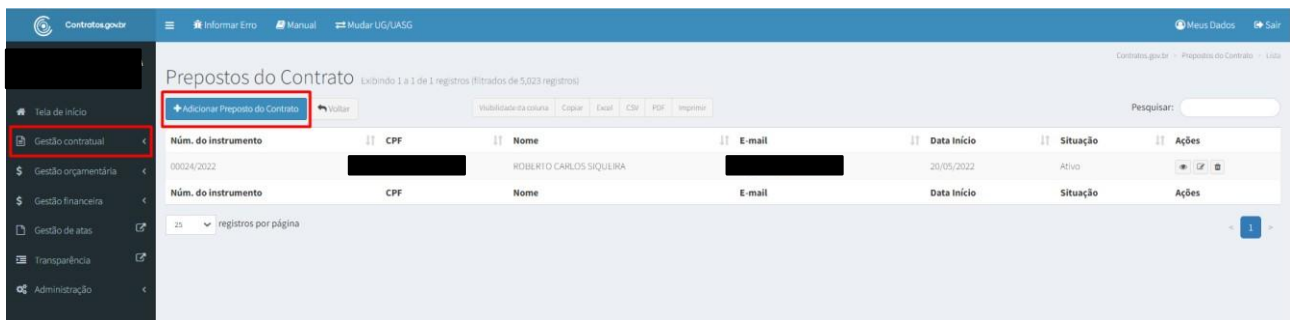 Contratos.gov.br
Informar Erro Manual Mudar UG/UASG
Meus Dados Sair
Contratos.gov.br Prepostos do Contrato Lista
Prepostos do Contrato Exibindo 1 a 1 de 1 registros (filtrados de 5,023 registros)
Adicionar Preposto do Contrato Voltar
Visibilidade da coluna Copiar Excel CSV PDF Imprimir
Pesquisar:
Tela de início
Gestão contratual
Gestão orçamentária
Gestão financeira
Gestão de atas
Transparência
Administração
Núm. do instrumento CPF Nome E-mail Data Início Situação Ações
00024/2022 ROBERTO CARLOS SIQUEIRA 20/05/2022 Ativo
Núm. do instrumento CPF Nome E-mail Data Início Situação Ações
25 registros por página
< 1 >